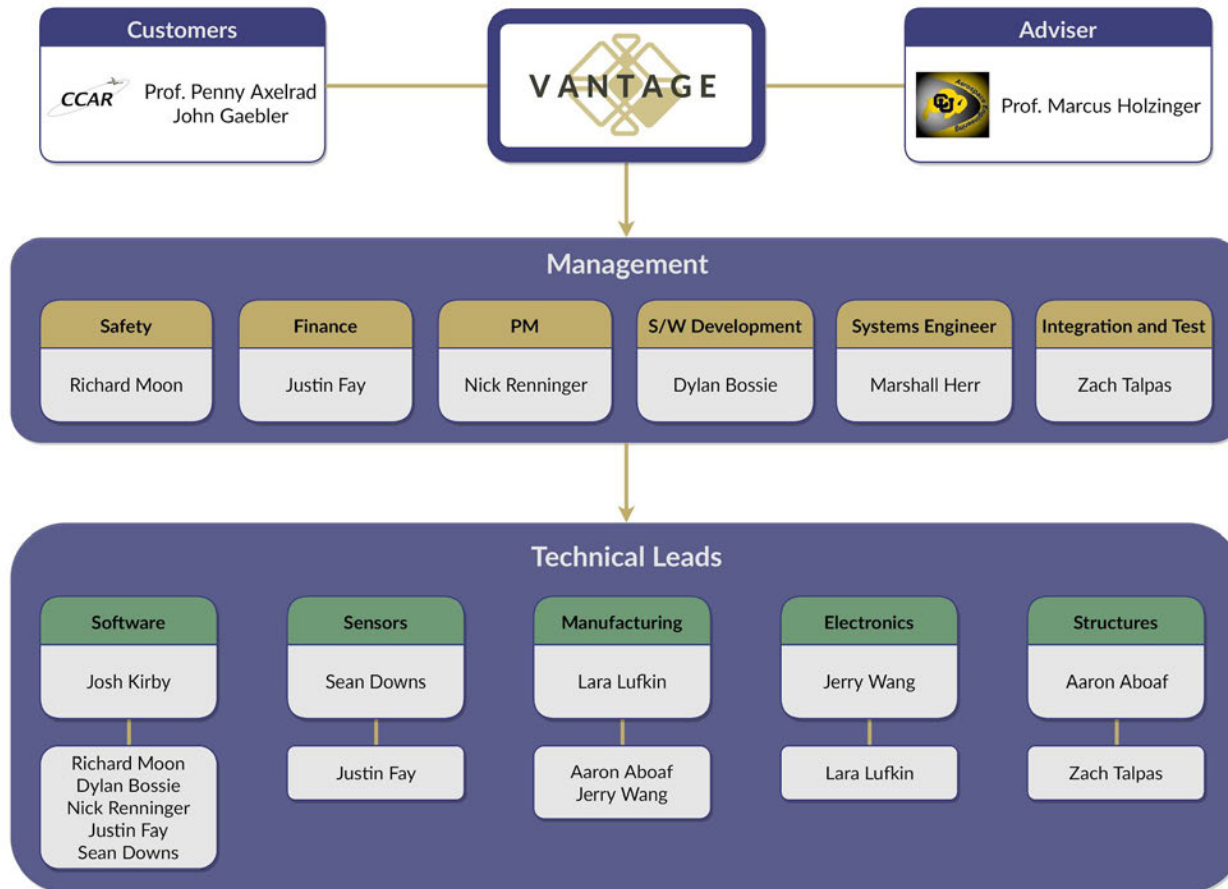 Customers
CCAR
Prof. Penny Axelrad
John Gaebler
VANTAGE
Adviser
CU
Aerospace Engineering
Prof. Marcus Holzinger
Management
Safety
Richard Moon
Finance
Justin Fay
PM
Nick Renninger
S/W Development
Dylan Bossie
Systems Engineer
Marshall Herr
Integration and Test
Zach Talpas
Technical Leads
Software
Josh Kirby
Richard Moon
Dylan Bossie
Nick Renninger
Justin Fay
Sean Downs
Sensors
Sean Downs
Justin Fay
Manufacturing
Lara Lufkin
Aaron Aboaf
Jerry Wang
Electronics
Jerry Wang
Lara Lufkin
Structures
Aaron Aboaf
Zach Talpas